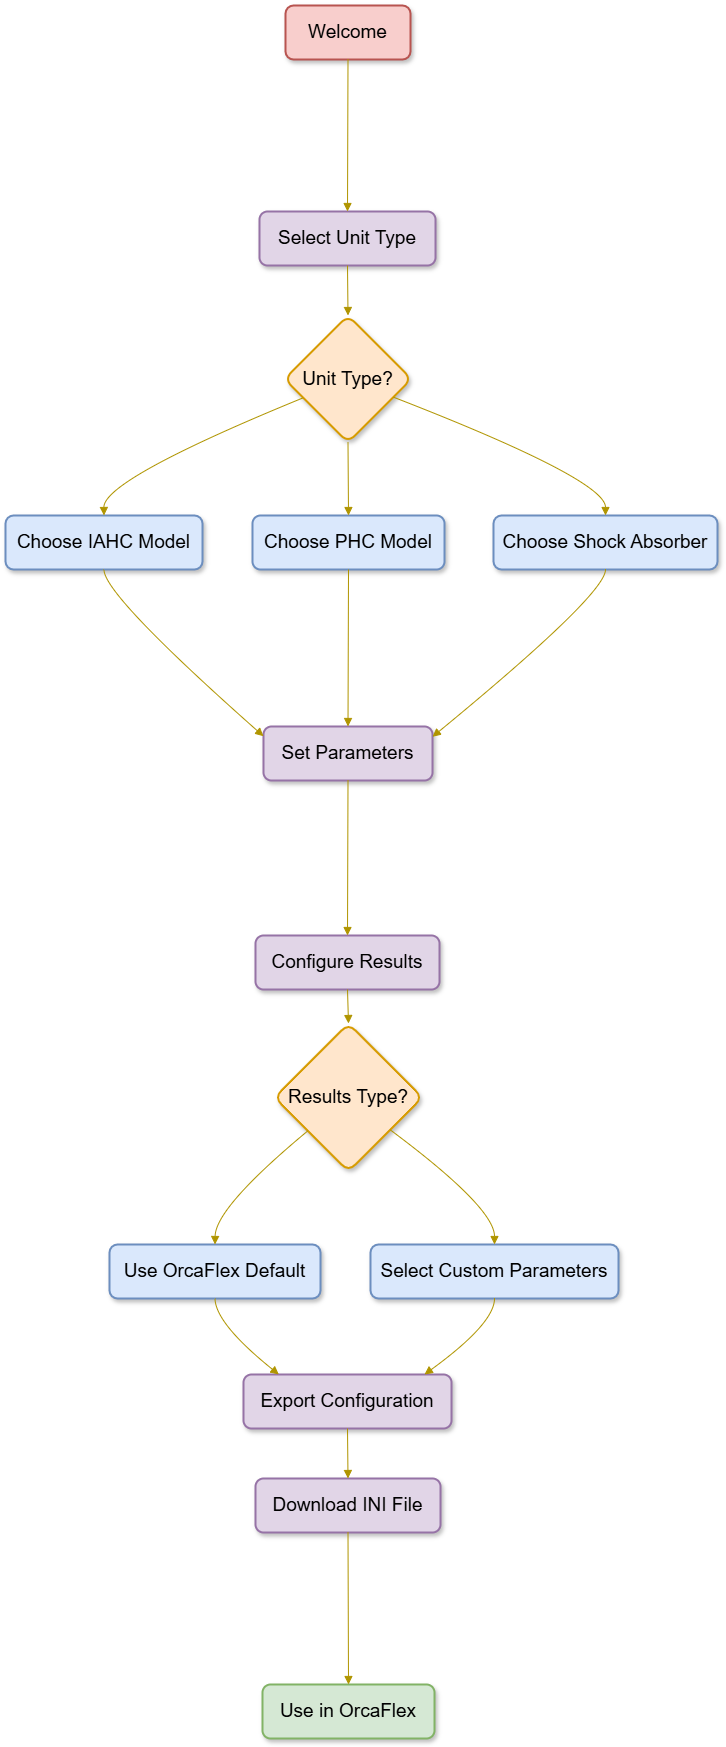 Welcome
Select Unit Type
Unit Type?
Choose IAHC Model
Choose PHC Model
Choose Shock Absorber
Set Parameters
Configure Results
Results Type?
Use OrcaFlex Default
Select Custom Parameters
Export Configuration
Download INI File
Use in OrcaFlex